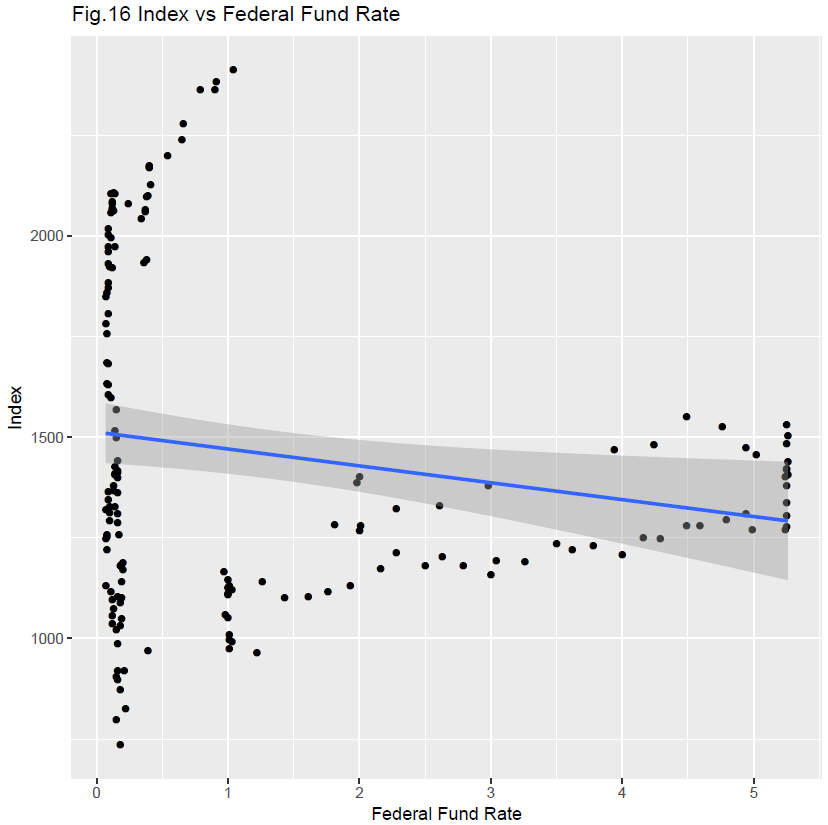 Fig.16 Index vs Federal Fund Rate
Index
2000
1500
1000
0 1 2 3 4 5
Federal Fund Rate